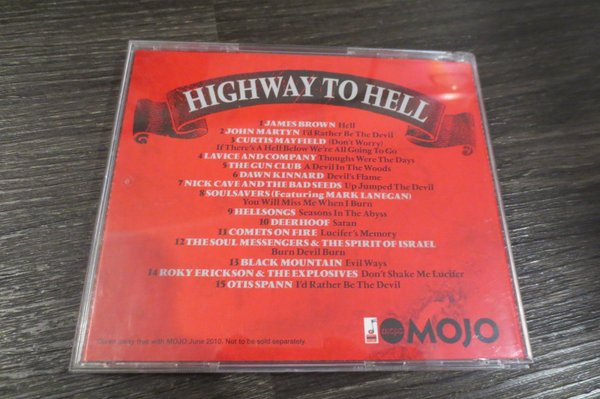 HIGHWAY TO HELL
1 JAMES BROWN Hell
2 JOHN MARTYN I'd Rather Be The Devil
3 CURTIS MAYFIELD (Don't Worry)
If There's A Hell Below We're All Going To Go
4 LAVICE AND COMPANY Thoughs Were The Days
5 THE GUN CLUB A Devil In The Woods
6 DAWN KINNARD Devil's Flame
7 NICK CAVE AND THE BAD SEEDS Up Jumped The Devil
8 SOULSAVERS (Featuring MARK LANEGAN)
You Will Miss Me When I Burn
9 HELLSONGS Seasons In The Abyss
10 DEERHOOF Satan
11 COMETS ON FIRE Lucifer's Memory
12 THE SOUL MESSENGERS & THE SPIRIT OF ISRAEL
Burn Devil Burn
13 BLACK MOUNTAIN Evil Ways
14 ROKY ERICKSON & THE EXPLOSIVES Don't Shake Me Lucifer
15 OTIS SPANN I'd Rather Be The Devil
away free with MOJO June 2010. Not to be sold separately.
MOJO